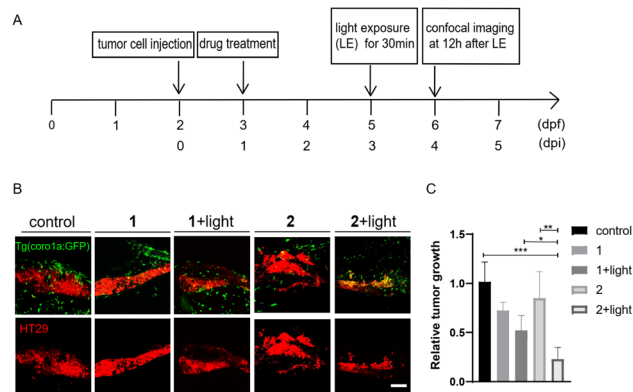 A
tumor cell injection
drug treatment
light exposure
(LE) for 30min
confocal imaging
at 12h after LE
0 1 2 3 4 5 6 7 (dpf)
0 1 2 3 4 5 (dpi)
B
control 1 1+light 2 2+light
Tg(coro1a:GFP)
HT29
C
Relative tumor growth
1.5
1.0
0.5
0.0
**
*
***
control
1
1+light
2
2+light